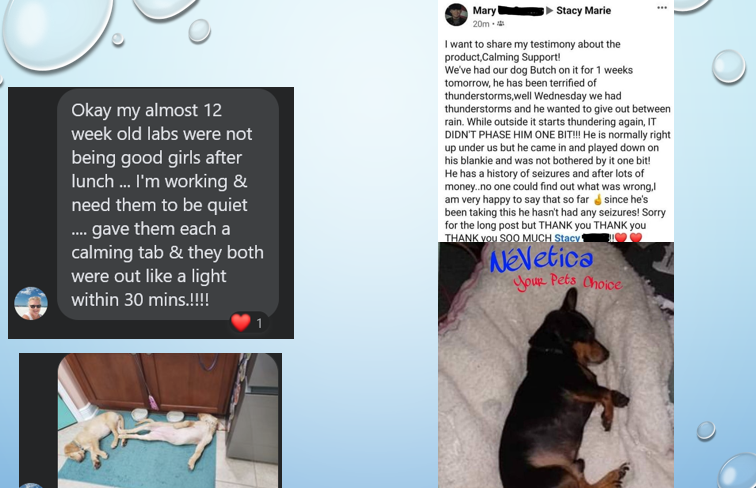 Okay my almost 12
week old labs were not
being good girls after
lunch ... I'm working &
need them to be quiet
.... gave them each a
calming tab & they both
were out like a light
within 30 mins.!!!!
❤️ 1
Mary ▶ Stacy Marie
20m ·
I want to share my testimony about the
product,Calming Support!
We've had our dog Butch on it for 1 weeks
tomorrow, he has been terrified of
thunderstorms,well Wednesday we had
thunderstorms and he wanted to give out between
rain. While outside it starts thundering again, IT
DIDN'T PHASE HIM ONE BIT!!! He is normally right
up under us but he came in and played down on
his blankie and was not bothered by it one bit!
He has a history of seizures and after lots of
money..no one could find out what was wrong,I
am very happy to say that so far 🤞since he's
been taking this he hasn't had any seizures! Sorry
for the long post but THANK you THANK you
THANK you SOO MUCH Stacy !!❤️ ❤️
NēVetica
Your Pets Choice